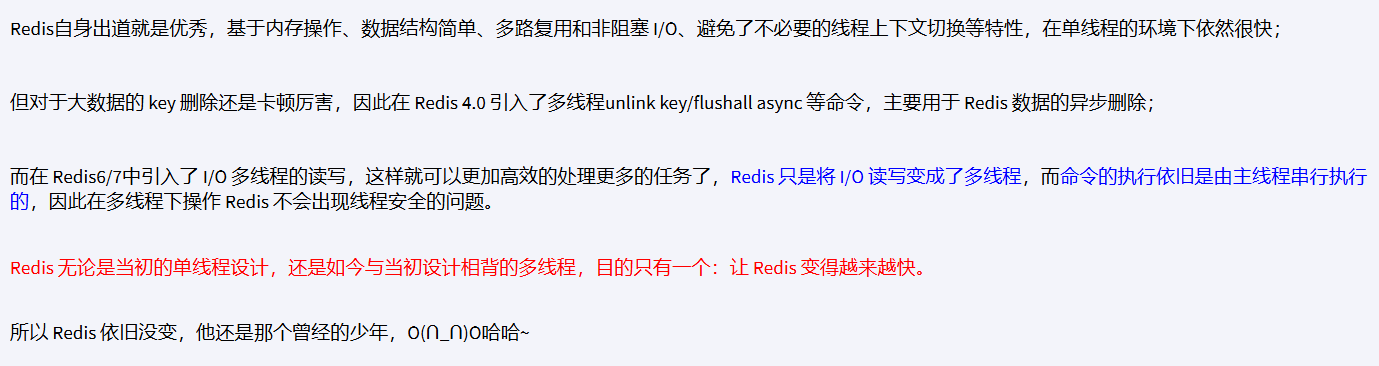 Redis自身出道就是优秀，基于内存操作、数据结构简单、多路复用和非阻塞 I/O、避免了不必要的线程上下文切换等特性，在单线程的环境下依然很快；
但对于大数据的 key 删除还是卡顿厉害，因此在 Redis 4.0 引入了多线程unlink key/flushall async 等命令，主要用于 Redis 数据的异步删除；
而在 Redis6/7中引入了 I/O 多线程的读写，这样就可以更加高效的处理更多的任务了，Redis 只是将 I/O 读写变成了多线程，而命令的执行依旧是由主线程串行执行
的，因此在多线程下操作 Redis 不会出现线程安全的问题。
Redis 无论是当初的单线程设计，还是如今与当初设计相背的多线程，目的只有一个：让 Redis 变得越来越快。
所以 Redis 依旧没变，他还是那个曾经的少年，O(∩_∩)O哈哈~